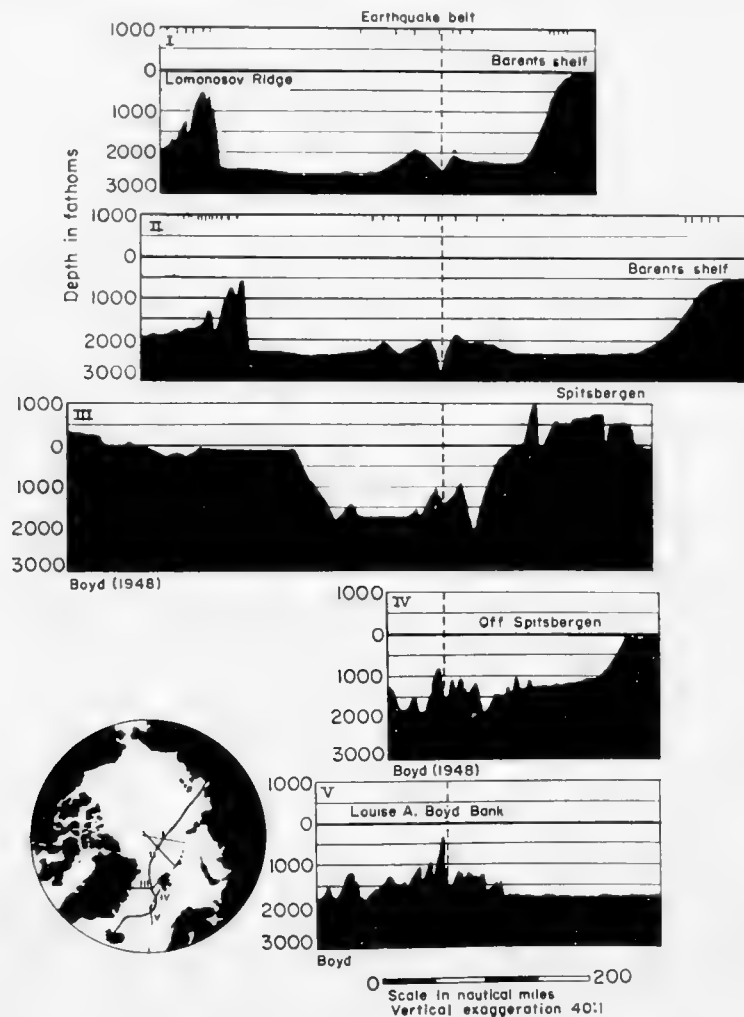 Earthquake belt
1000
I
0
Barents shelf
Lomonosov Ridge
1000
2000
3000
Depth in fathoms
1000
II
0
Barents shelf
1000
2000
3000
Spitsbergen
1000
III
0
1000
2000
3000
Boyd (1948)
1000
IV
0
Off Spitsbergen
1000
2000
3000
Boyd (1948)
1000
V
0
Louise A. Boyd Bank
1000
2000
3000
Boyd
III
IV
V
0
200
Scale in nautical miles
Vertical exaggeration 40:1